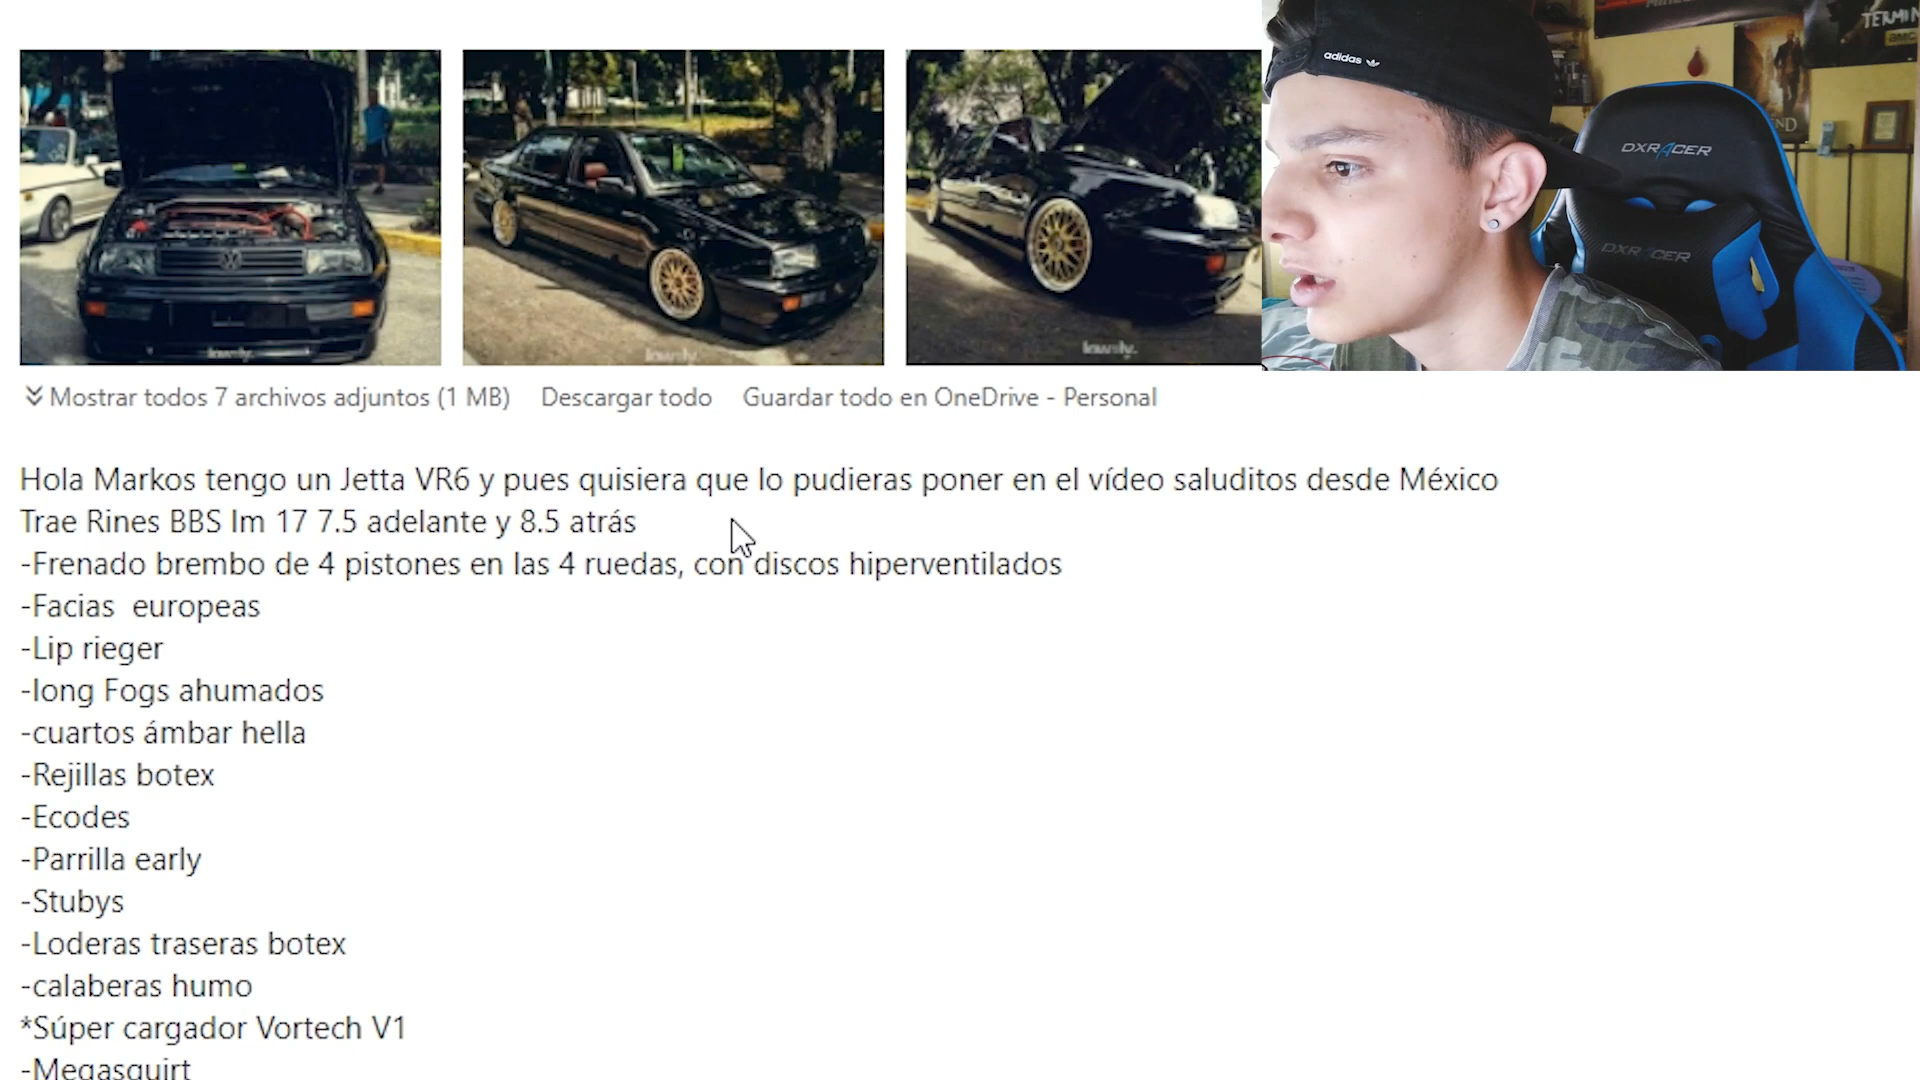 adidas
TERMIN
DXRACER
DXRACER
lownly.
Mostrar todos 7 archivos adjuntos (1 MB) Descargar todo Guardar todo en OneDrive - Personal
Hola Markos tengo un Jetta VR6 y pues quisiera que lo pudieras poner en el vídeo saluditos desde México
Trae Rines BBS lm 17 7.5 adelante y 8.5 atrás
-Frenado brembo de 4 pistones en las 4 ruedas, con discos hiperventilados
-Facias  europeas
-Lip rieger
-long Fogs ahumados
-cuartos ámbar hella
-Rejillas botex
-Ecodes
-Parrilla early
-Stubys
-Loderas traseras botex
-calaberas humo
*Súper cargador Vortech V1
-Megasquirt